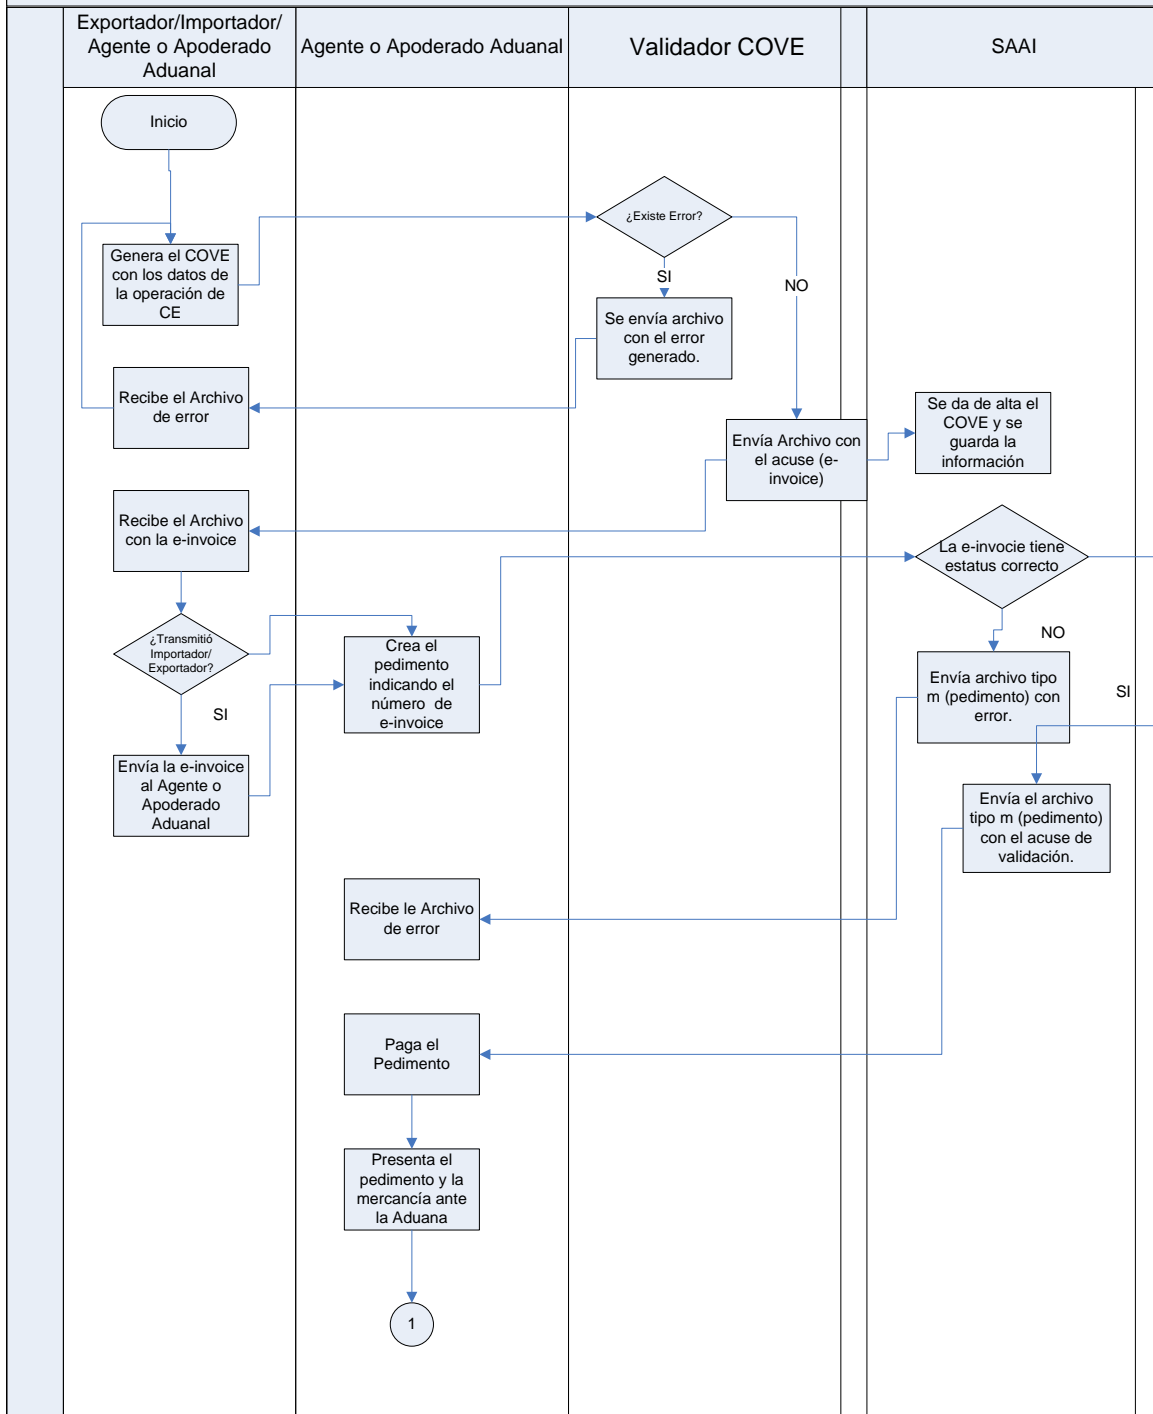 Exportador/Importador/
Agente o Apoderado
Aduanal
Agente o Apoderado Aduanal
Validador COVE
SAAI
Inicio
¿Existe Error?
Genera el COVE
con los datos de
la operación de
CE
SI
NO
Se envía archivo
con el error
generado.
Recibe el Archivo
de error
Se da de alta el
COVE y se
guarda la
información
Envía Archivo con
el acuse (e-
invoice)
Recibe el Archivo
con la e-invoice
La e-invocie tiene
estatus correcto
¿Transmitió
Importador/
Exportador?
Crea el
pedimento
indicando el
número  de
e-invoice
NO
Envía archivo tipo
m (pedimento) con
error.
SI
SI
Envía la e-invoice
al Agente o
Apoderado
Aduanal
Envía el archivo
tipo m (pedimento)
con el acuse de
validación.
Recibe le Archivo
de error
Paga el
Pedimento
Presenta el
pedimento y la
mercancía ante
la Aduana
1